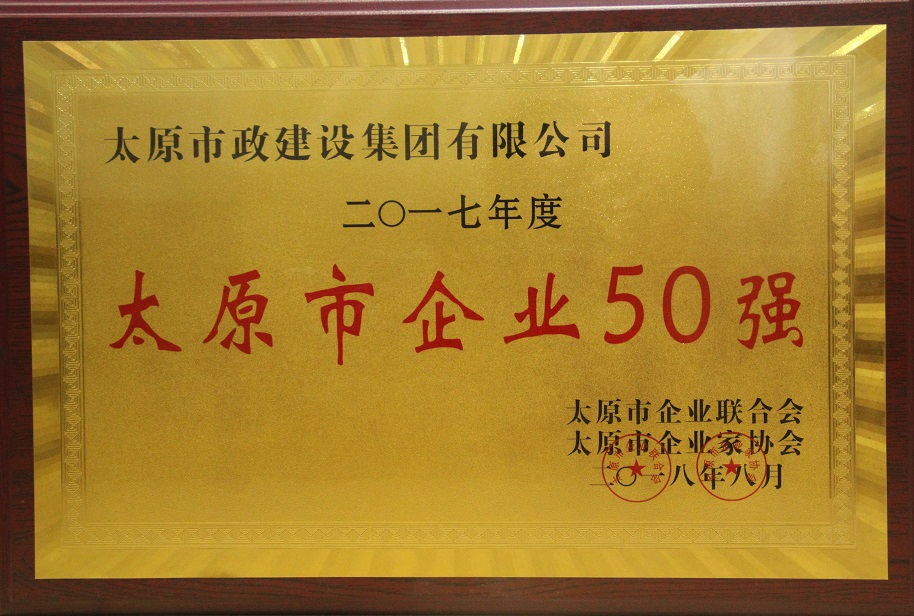 太原市政建设集团有限公司
二〇一七年度
太原市企业50强
太原市企业联合会
太原市企业家协会
二〇一八年八月